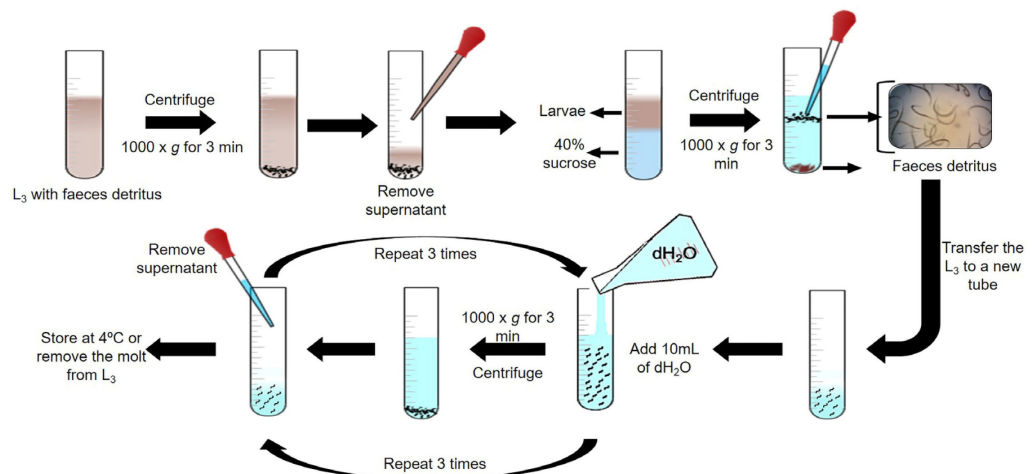 L₃ with faeces detritus
Centrifuge
1000 x g for 3 min
Remove
supernatant
Larvae
40%
sucrose
Centrifuge
1000 x g for 3
min
Faeces detritus
Transfer the
L₃ to a new
tube
Add 10mL
of dH₂O
dH₂O
1000 x g for 3
min
Centrifuge
Repeat 3 times
Remove
supernatant
Store at 4ºC or
remove the molt
from L₃
Repeat 3 times